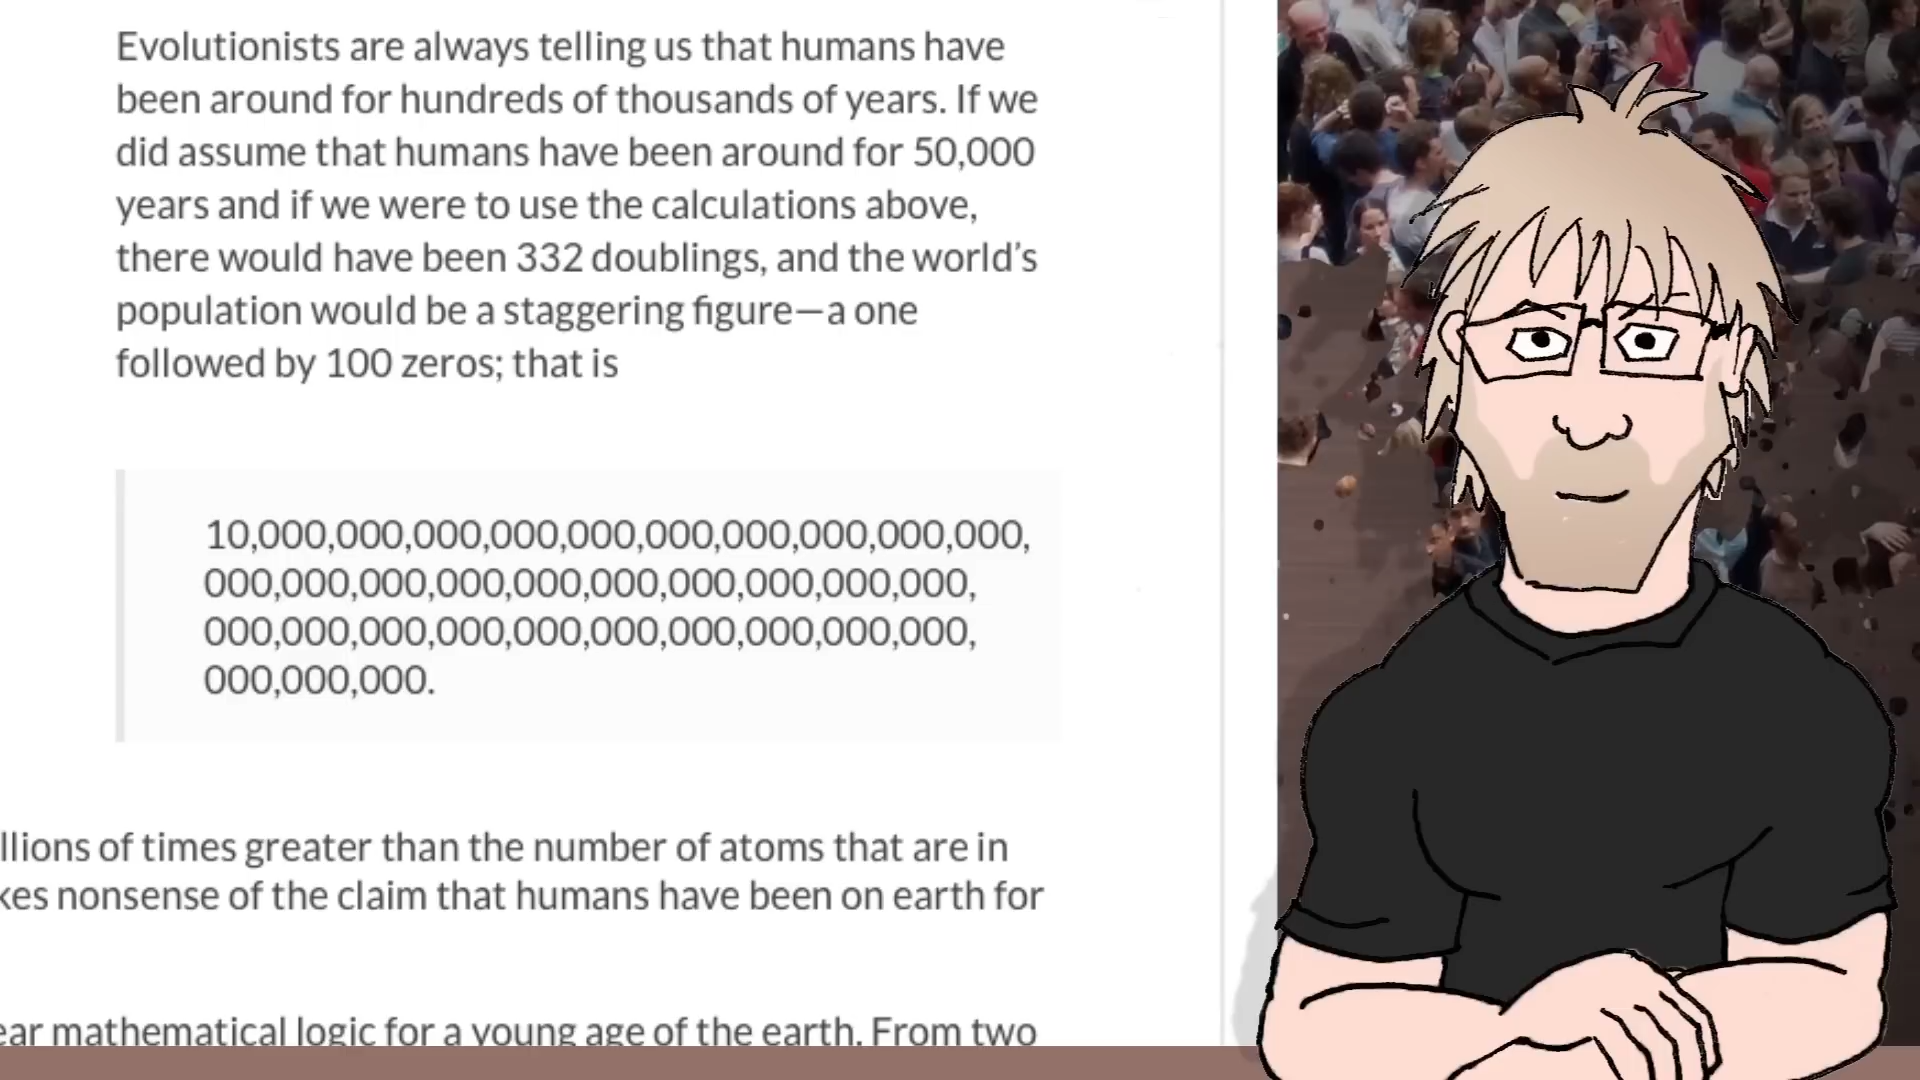 Evolutionists are always telling us that humans have
been around for hundreds of thousands of years. If we
did assume that humans have been around for 50,000
years and if we were to use the calculations above,
there would have been 332 doublings, and the world’s
population would be a staggering figure—a one
followed by 100 zeros; that is
10,000,000,000,000,000,000,000,000,000,000,
000,000,000,000,000,000,000,000,000,000,
000,000,000,000,000,000,000,000,000,000,
000,000,000.
llions of times greater than the number of atoms that are in
kes nonsense of the claim that humans have been on earth for
ear mathematical logic for a young age of the earth. From two